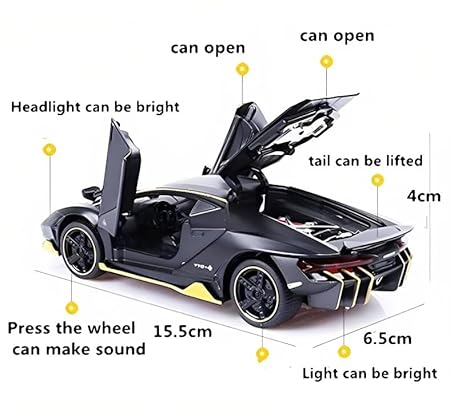 can open
can open
Headlight can be bright
tail can be lifted
4cm
Press the wheel
can make sound
15.5cm
6.5cm
Light can be bright